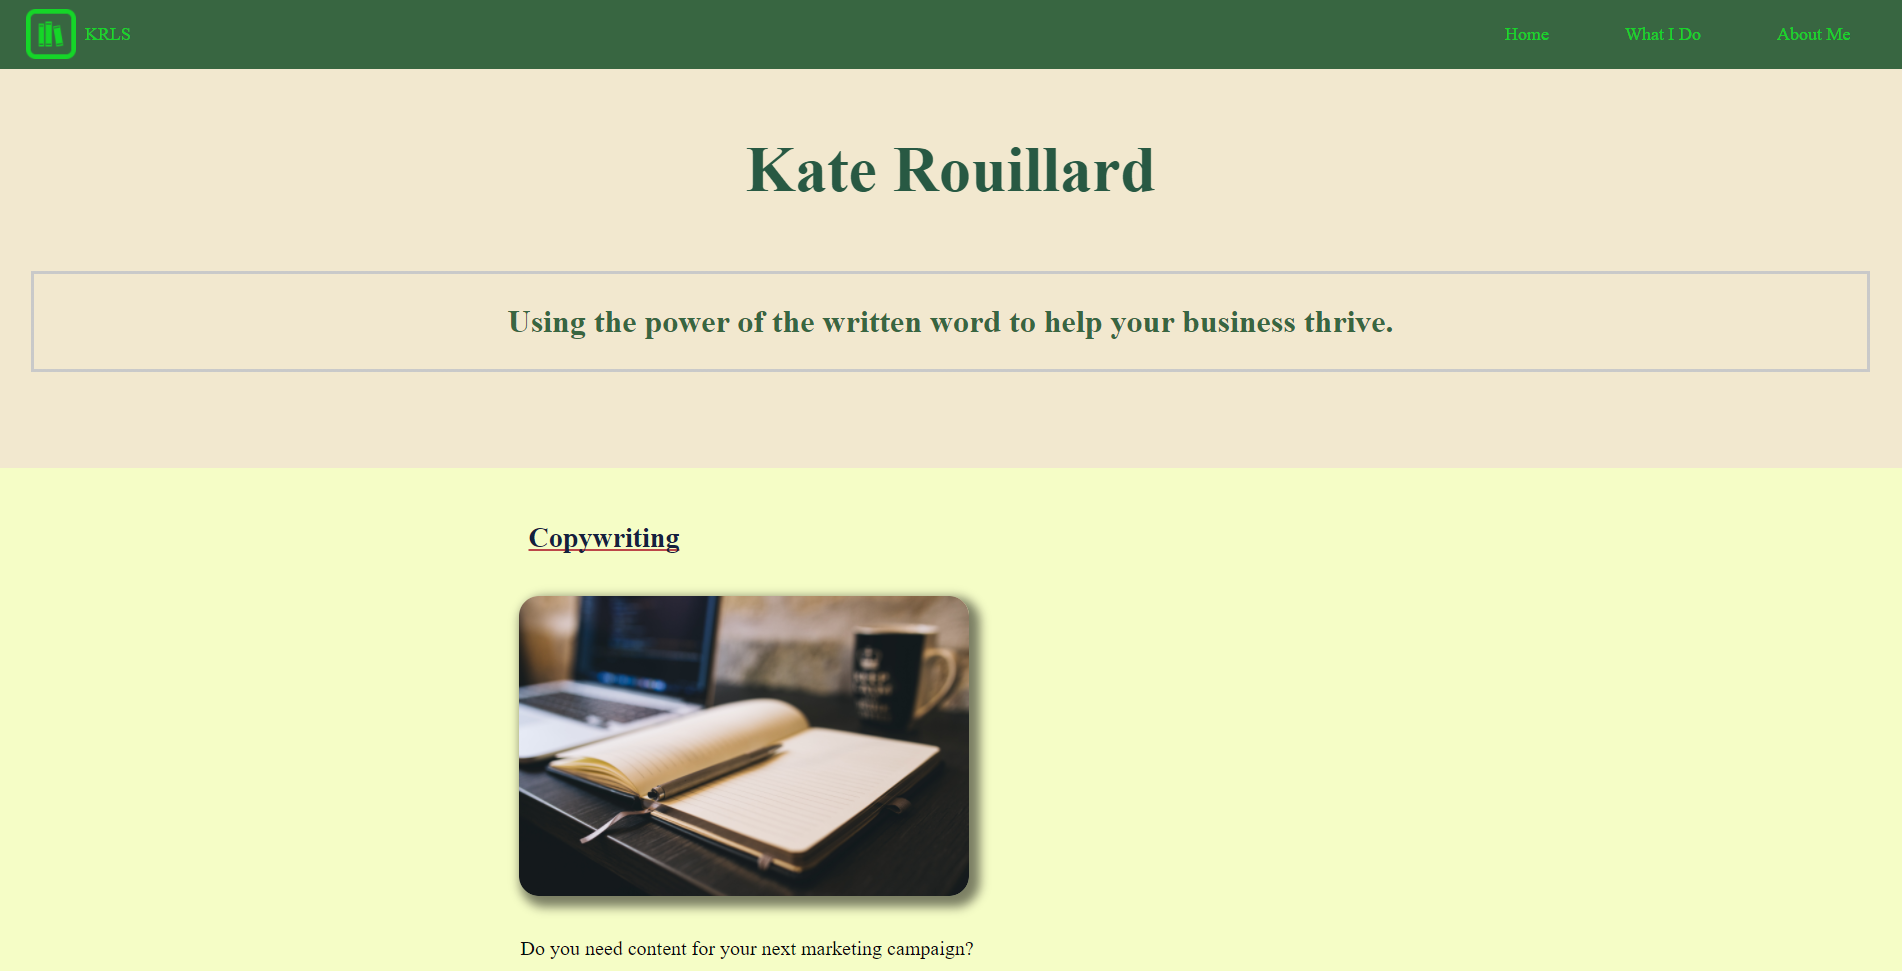 KRLS
Home
What I Do
About Me
Kate Rouillard
Using the power of the written word to help your business thrive.
Copywriting
Do you need content for your next marketing campaign?